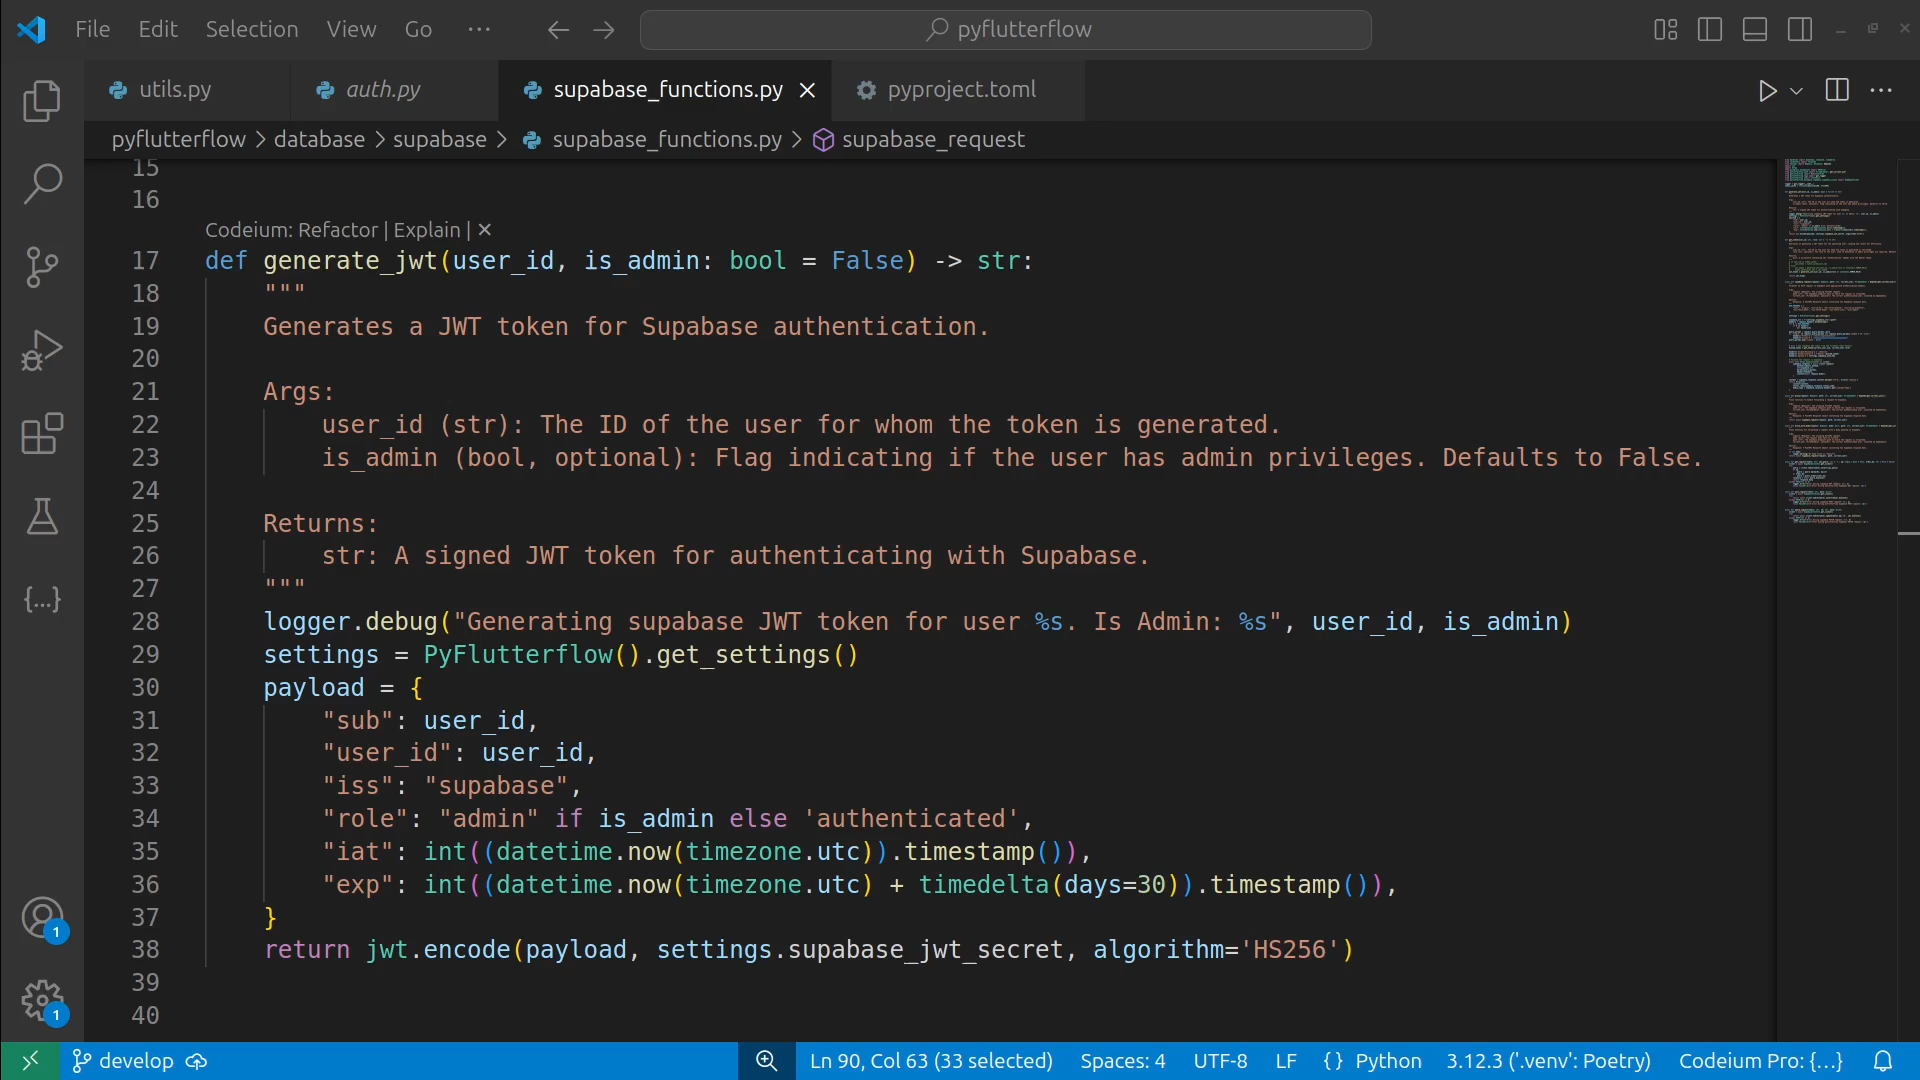 File Edit Selection View Go ··· pyflutterflow
utils.py auth.py supabase_functions.py pyproject.toml
pyflutterflow > database > supabase > supabase_functions.py > supabase_request
15
16
Codeium: Refactor | Explain | ✕
17 def generate_jwt(user_id, is_admin: bool = False) -> str:
18 """
19 Generates a JWT token for Supabase authentication.
20
21 Args:
22 user_id (str): The ID of the user for whom the token is generated.
23 is_admin (bool, optional): Flag indicating if the user has admin privileges. Defaults to False.
24
25 Returns:
26 str: A signed JWT token for authenticating with Supabase.
27 """
28 logger.debug("Generating supabase JWT token for user %s. Is Admin: %s", user_id, is_admin)
29 settings = PyFlutterflow().get_settings()
30 payload = {
31 "sub": user_id,
32 "user_id": user_id,
33 "iss": "supabase",
34 "role": "admin" if is_admin else 'authenticated',
35 "iat": int((datetime.now(timezone.utc)).timestamp()),
36 "exp": int((datetime.now(timezone.utc) + timedelta(days=30)).timestamp()),
37 }
38 return jwt.encode(payload, settings.supabase_jwt_secret, algorithm='HS256')
39
40
1
1
develop Ln 90, Col 63 (33 selected) Spaces: 4 UTF-8 LF {} Python 3.12.3 ('.venv': Poetry) Codeium Pro: {...}